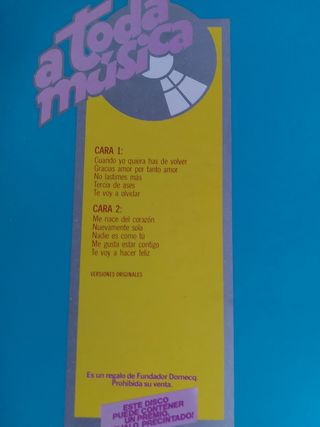 a toda
música
CARA 1:
Cuando yo quiera has de volver
Gracias amor por tanto amor
No lastimes más
Tercia de ases
Te voy a olvidar
CARA 2:
Me nace del corazón
Nuevamente sola
Nadie es como tú
Me gusta estar contigo
Te voy a hacer feliz
VERSIONES ORIGINALES
Es un regalo de Fundador Domecq.
Prohibida su venta.
ESTE DISCO
PUEDE CONTENER
UN PREMIO,
PRECINTADO!